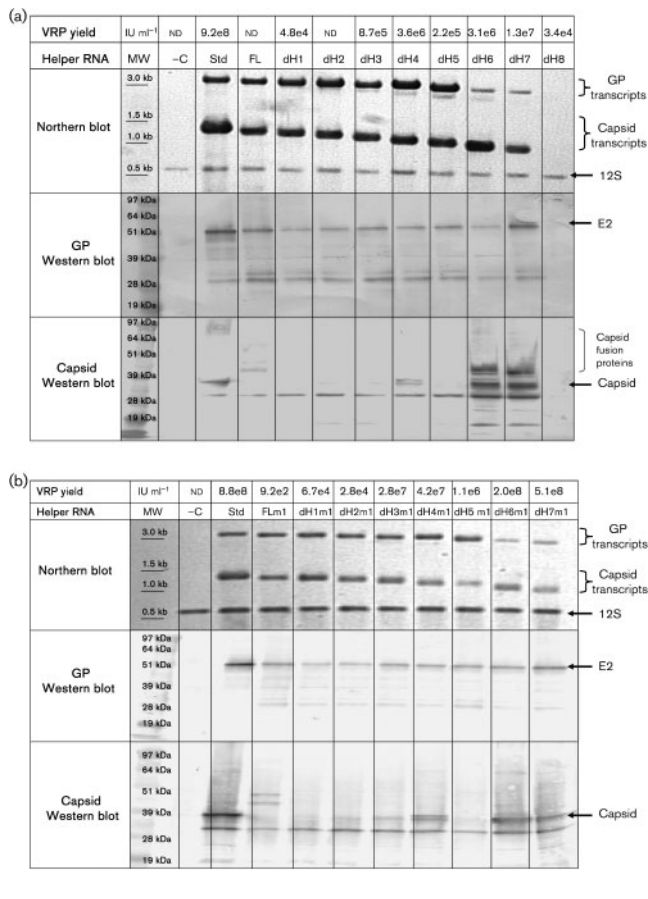 (a)
VRP yield IU ml⁻¹ ND 9.2e8 ND 4.8e4 ND 8.7e5 3.6e6 2.2e5 3.1e6 1.3e7 3.4e4
Helper RNA MW –C Std FL dH1 dH2 dH3 dH4 dH5 dH6 dH7 dH8
3.0 kb
GP
transcripts
1.5 kb
Northern blot
1.0 kb
Capsid
transcripts
0.5 kb
12S
97 kDa
64 kDa
E2
51 kDa
GP
Western blot
39 kDa
28 kDa
19 kDa
97 kDa
64 kDa
Capsid
fusion
proteins
51 kDa
Capsid
Western blot
39 kDa
Capsid
28 kDa
19 kDa
(b)
VRP yield IU ml⁻¹ ND 8.8e8 9.2e2 6.7e4 2.8e4 2.8e7 4.2e7 1.1e6 2.0e8 5.1e8
Helper RNA MW –C Std FLm1 dH1m1 dH2m1 dH3m1 dH4m1 dH5 m1 dH6m1 dH7m1
3.0 kb
GP
transcripts
Northern blot
1.5 kb
1.0 kb
Capsid
transcripts
0.5 kb
12S
97 kDa
64 kDa
51 kDa
E2
GP
Western blot
39 kDa
28 kDa
19 kDa
97 kDa
64 kDa
51 kDa
Capsid
Western blot
39 kDa
Capsid
28 kDa
19 kDa